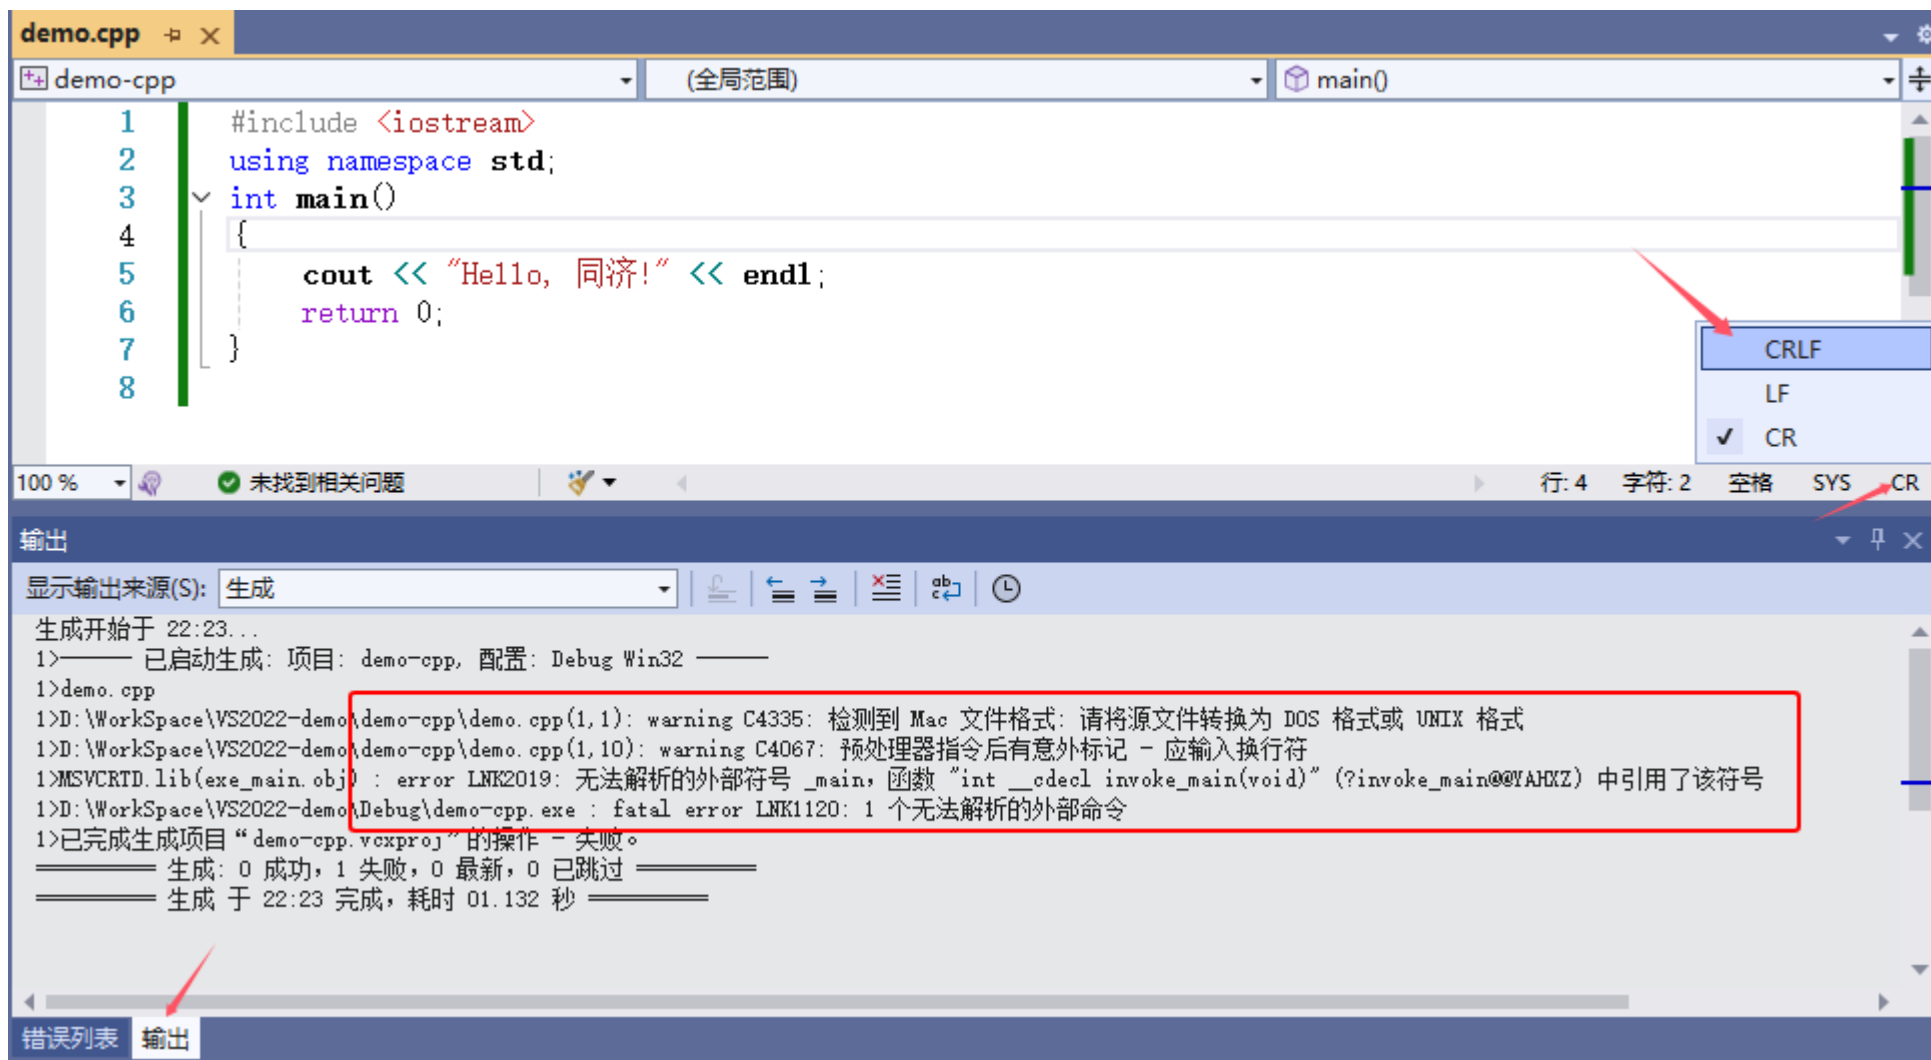 demo.cpp
demo-cpp (全局范围) main()
1 #include <iostream>
2 using namespace std;
3 int main()
4 {
5 cout << "Hello, 同济!" << endl;
6 return 0;
7 }
8
CRLF
LF
CR
100 % 未找到相关问题 行: 4 字符: 2 空格 SYS CR
输出
显示输出来源(S): 生成
生成开始于 22:23...
1>------ 已启动生成: 项目: demo-cpp, 配置: Debug Win32 ------
1>demo.cpp
1>D:\WorkSpace\VS2022-demo\demo-cpp\demo.cpp(1,1): warning C4335: 检测到 Mac 文件格式: 请将源文件转换为 DOS 格式或 UNIX 格式
1>D:\WorkSpace\VS2022-demo\demo-cpp\demo.cpp(1,10): warning C4067: 预处理器指令后有意外标记 - 应输入换行符
1>MSVCRTD.lib(exe_main.obj) : error LNK2019: 无法解析的外部符号 _main，函数 "int __cdecl invoke_main(void)" (?invoke_main@@YAHXZ) 中引用了该符号
1>D:\WorkSpace\VS2022-demo\Debug\demo-cpp.exe : fatal error LNK1120: 1 个无法解析的外部命令
1>已完成生成项目“demo-cpp.vcxproj”的操作 - 失败。
========== 生成: 0 成功，1 失败，0 最新，0 已跳过 ==========
========== 生成 于 22:23 完成，耗时 01.132 秒 ==========
错误列表 输出